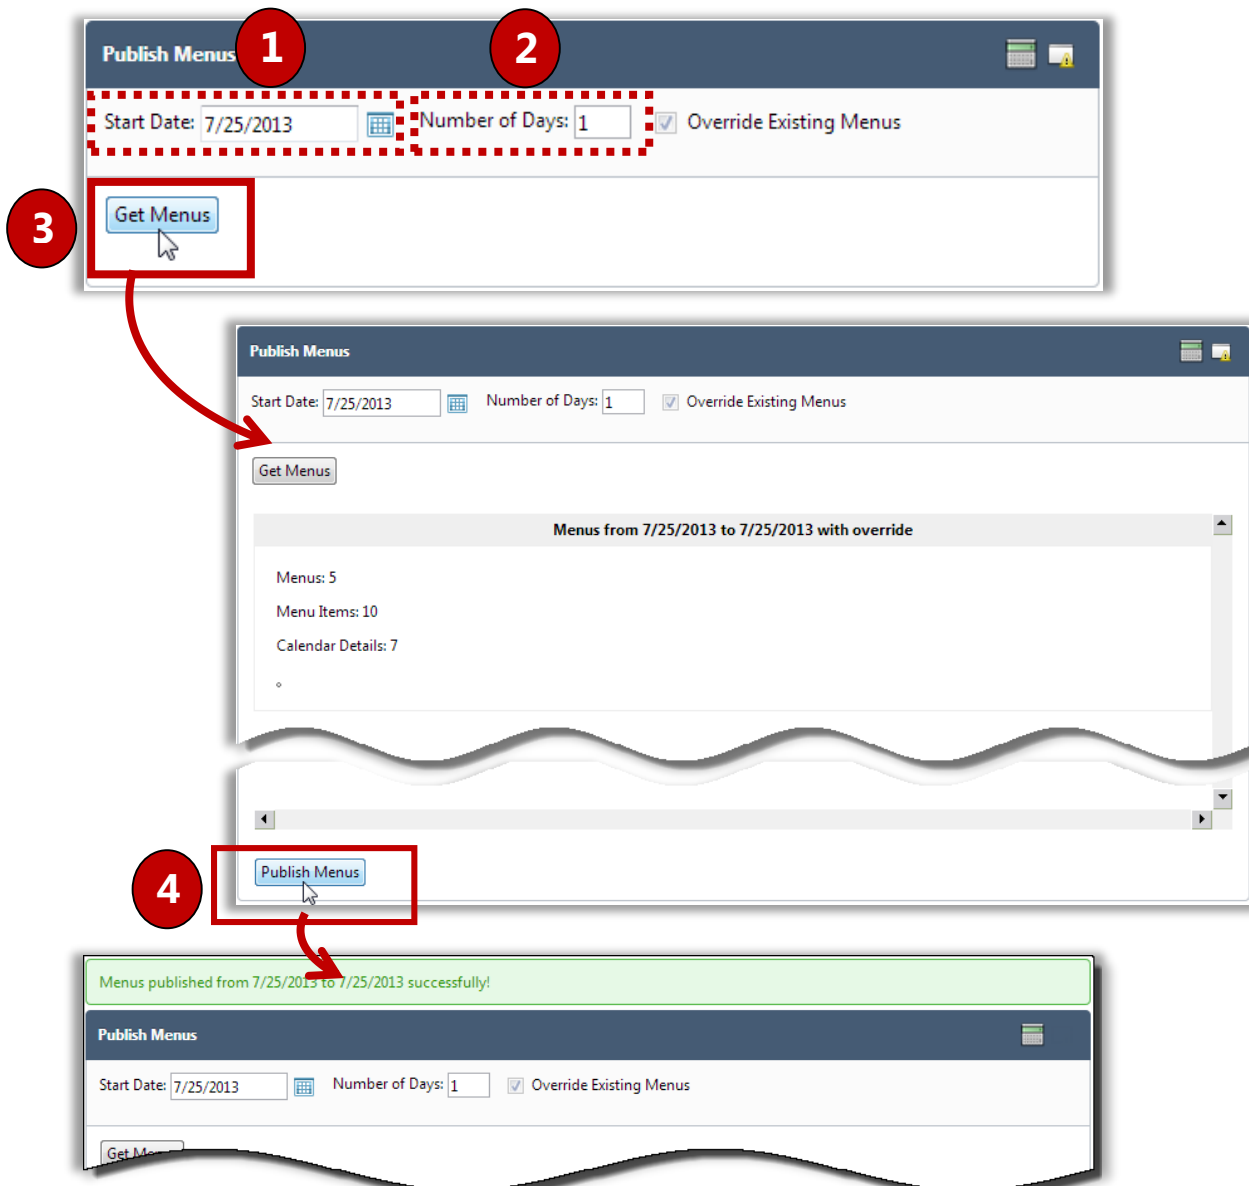 1
2
Publish Menus
Start Date: 7/25/2013 Number of Days: 1 Override Existing Menus
3
Get Menus
Publish Menus
Start Date: 7/25/2013 Number of Days: 1 Override Existing Menus
Get Menus
Menus from 7/25/2013 to 7/25/2013 with override
Menus: 5
Menu Items: 10
Calendar Details: 7
4
Publish Menus
Menus published from 7/25/2013 to 7/25/2013 successfully!
Publish Menus
Start Date: 7/25/2013 Number of Days: 1 Override Existing Menus
Get Menus